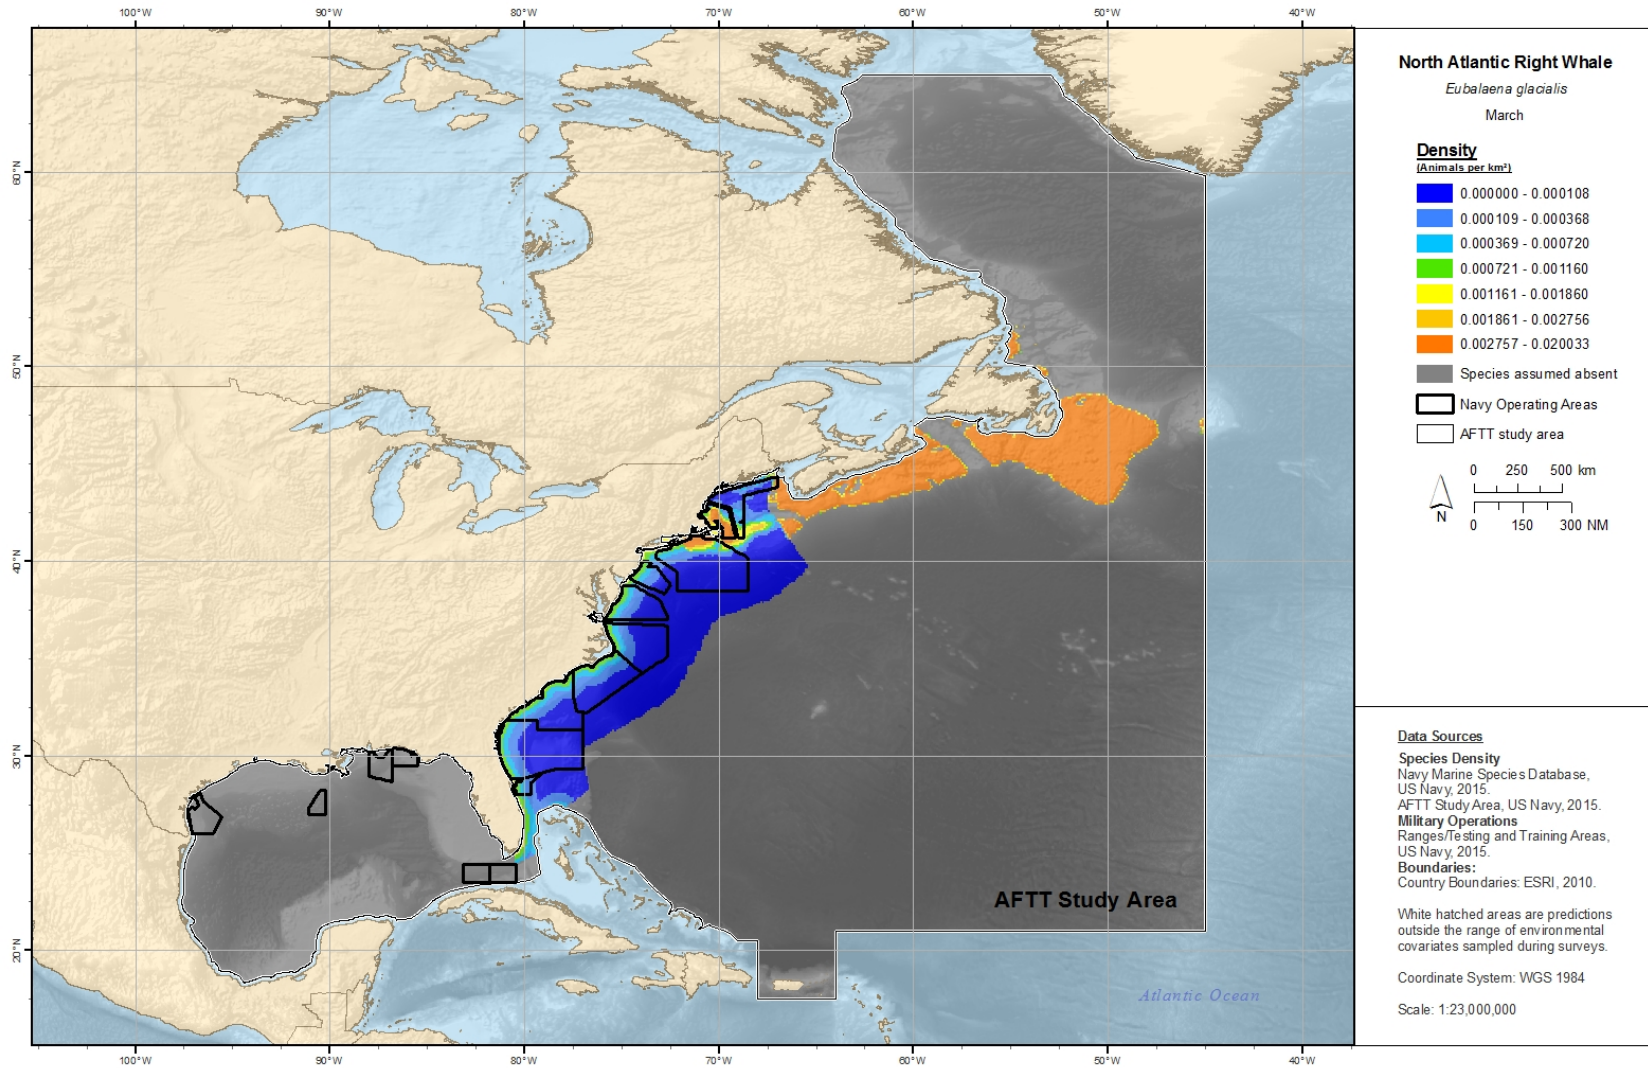 100°W 90°W 80°W 70°W 60°W 50°W 40°W
60°N
50°N
40°N
30°N
20°N
AFTT Study Area
Atlantic Ocean
100°W 90°W 80°W 70°W 60°W 50°W 40°W
North Atlantic Right Whale
Eubalaena glacialis
March
Density
(Animals per km²)
0.000000 - 0.000108
0.000109 - 0.000368
0.000369 - 0.000720
0.000721 - 0.001160
0.001161 - 0.001860
0.001861 - 0.002756
0.002757 - 0.020033
Species assumed absent
Navy Operating Areas
AFTT study area
0 250 500 km
0 150 300 NM
N
Data Sources
Species Density
Navy Marine Species Database,
US Navy, 2015.
AFTT Study Area, US Navy, 2015.
Military Operations
Ranges/Testing and Training Areas,
US Navy, 2015.
Boundaries:
Country Boundaries: ESRI, 2010.
White hatched areas are predictions
outside the range of environmental
covariates sampled during surveys.
Coordinate System: WGS 1984
Scale: 1:23,000,000